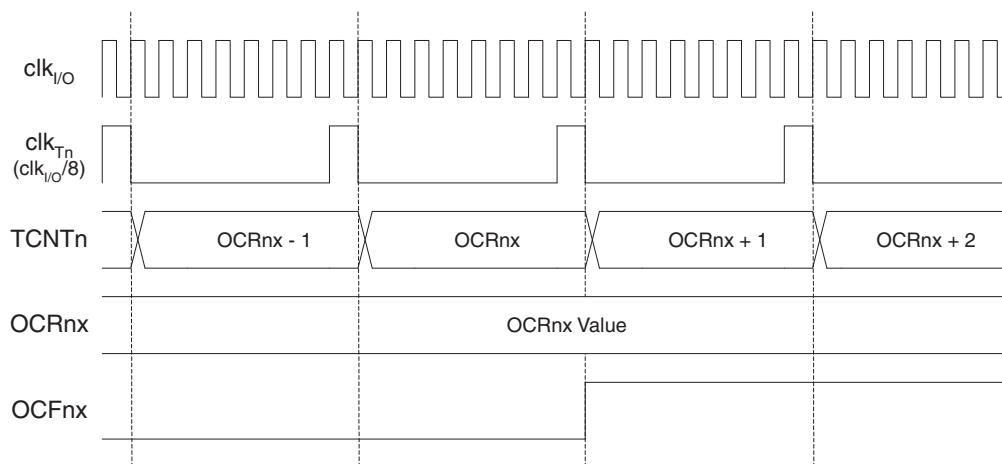 clkI/O
clkTn
(clkI/O/8)
TCNTn
OCRnx - 1
OCRnx
OCRnx + 1
OCRnx + 2
OCRnx
OCRnx Value
OCFnx